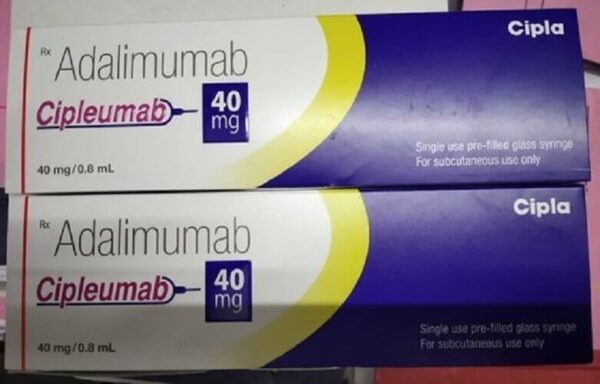 Rx Adalimumab
Cipleumab 40 mg
40 mg/0.8 mL
Cipla
Single use pre-filled glass syringe
For subcutaneous use only
Rx Adalimumab
Cipleumab 40 mg
40 mg/0.8 mL
Cipla
Single use pre-filled glass syringe
For subcutaneous use only